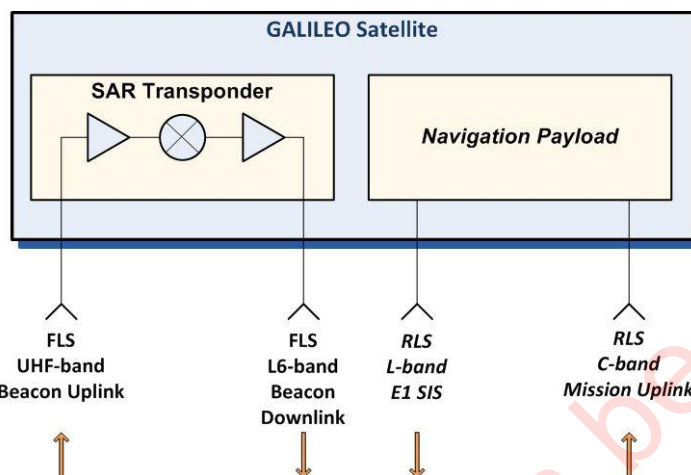 GALILEO Satellite
SAR Transponder
Navigation Payload
FLS
UHF-band
Beacon Uplink
FLS
L6-band
Beacon
Downlink
RLS
L-band
E1 SIS
RLS
C-band
Mission Uplink
be